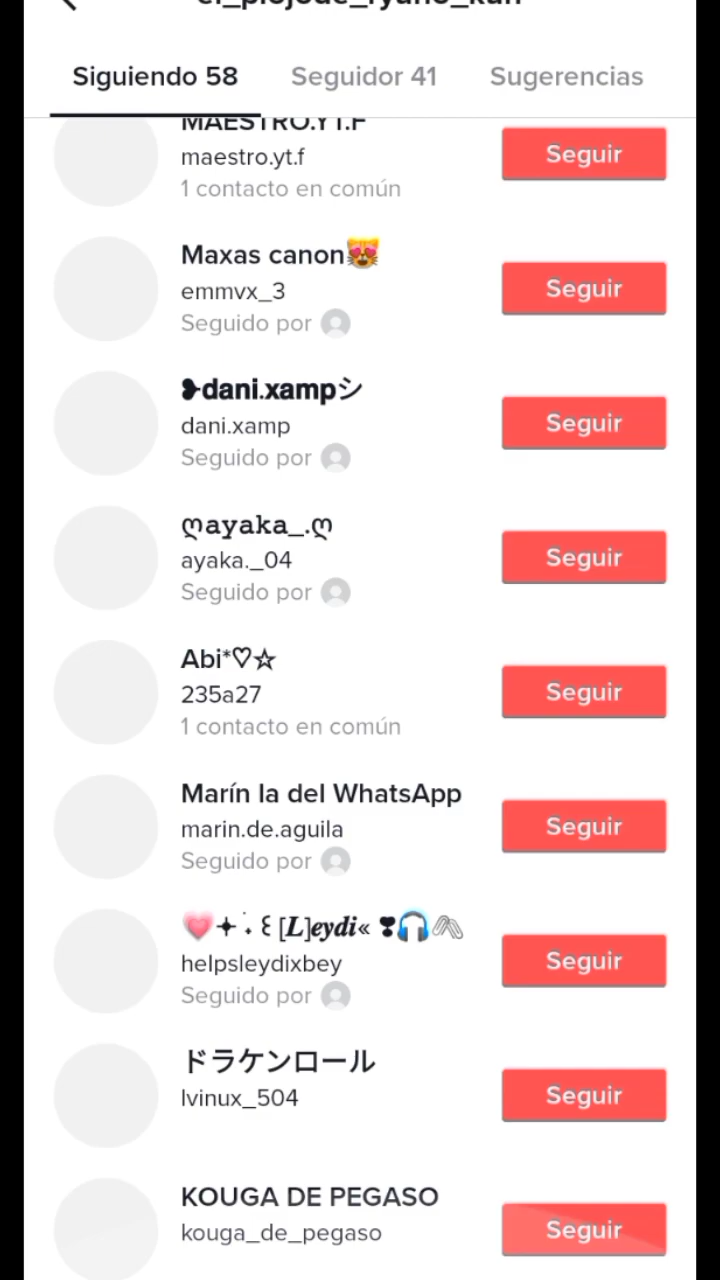 el_piojode_ryuho_kun
Siguiendo 58
Seguidor 41
Sugerencias
MAESTRO.YT.F
maestro.yt.f
1 contacto en común
Seguir
Maxas canon😻
emmvx_3
Seguido por
Seguir
❥dani.xampシ
dani.xamp
Seguido por
Seguir
ღayaka_.ღ
ayaka._04
Seguido por
Seguir
Abi*♡☆
235a27
1 contacto en común
Seguir
Marín la del WhatsApp
marin.de.aguila
Seguido por
Seguir
💗✦ ݁˖ ꒰[𝑳]𝒆𝒚𝒅𝒊« ❣🎧🖇
helpsleydixbey
Seguido por
Seguir
ドラケンロール
lvinux_504
Seguir
KOUGA DE PEGASO
kouga_de_pegaso
Seguir